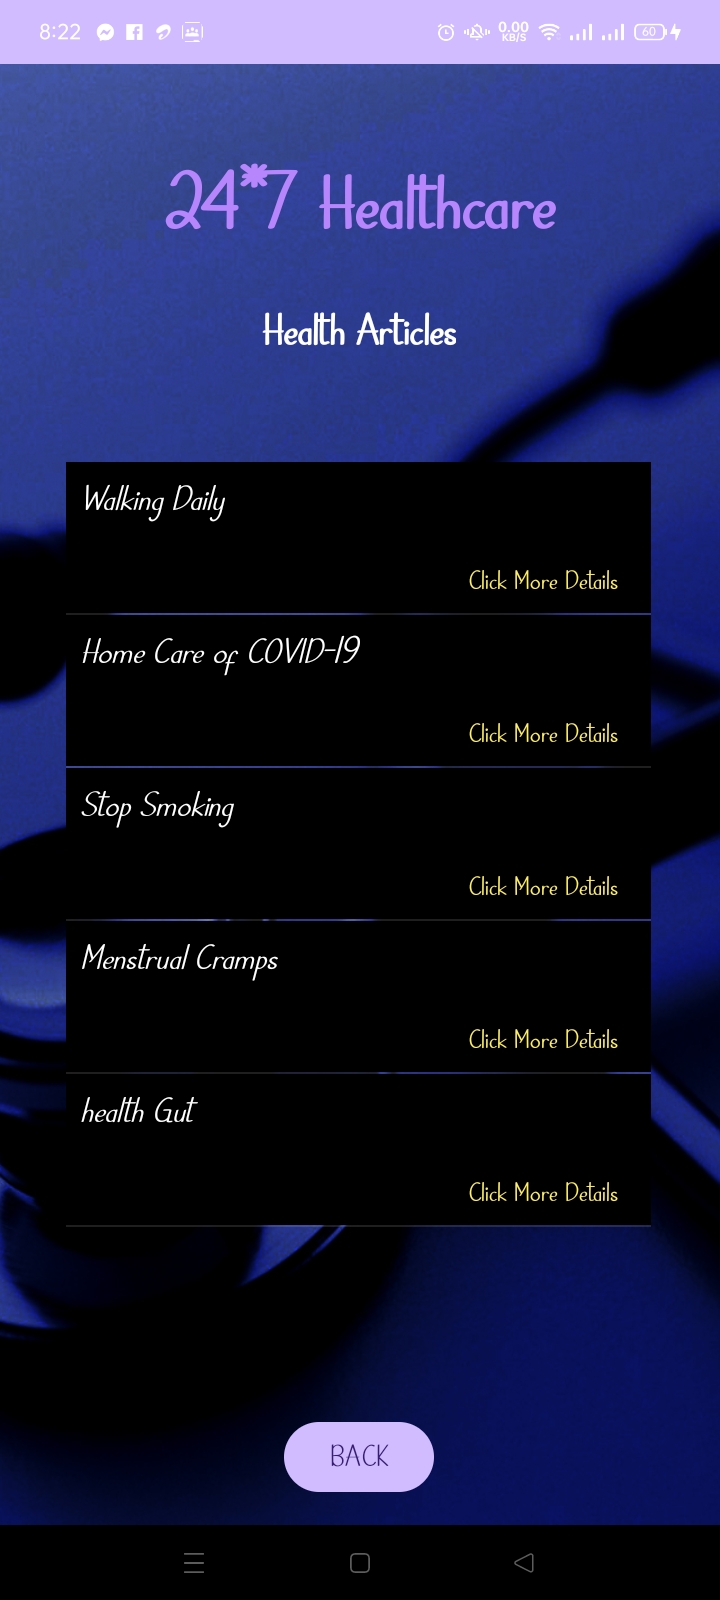 8:22 0.00 KB/S 60
24*7 Healthcare
Health Articles
Walking Daily
Click More Details
Home Care of COVID-19
Click More Details
Stop Smoking
Click More Details
Menstrual Cramps
Click More Details
health Gut
Click More Details
BACK